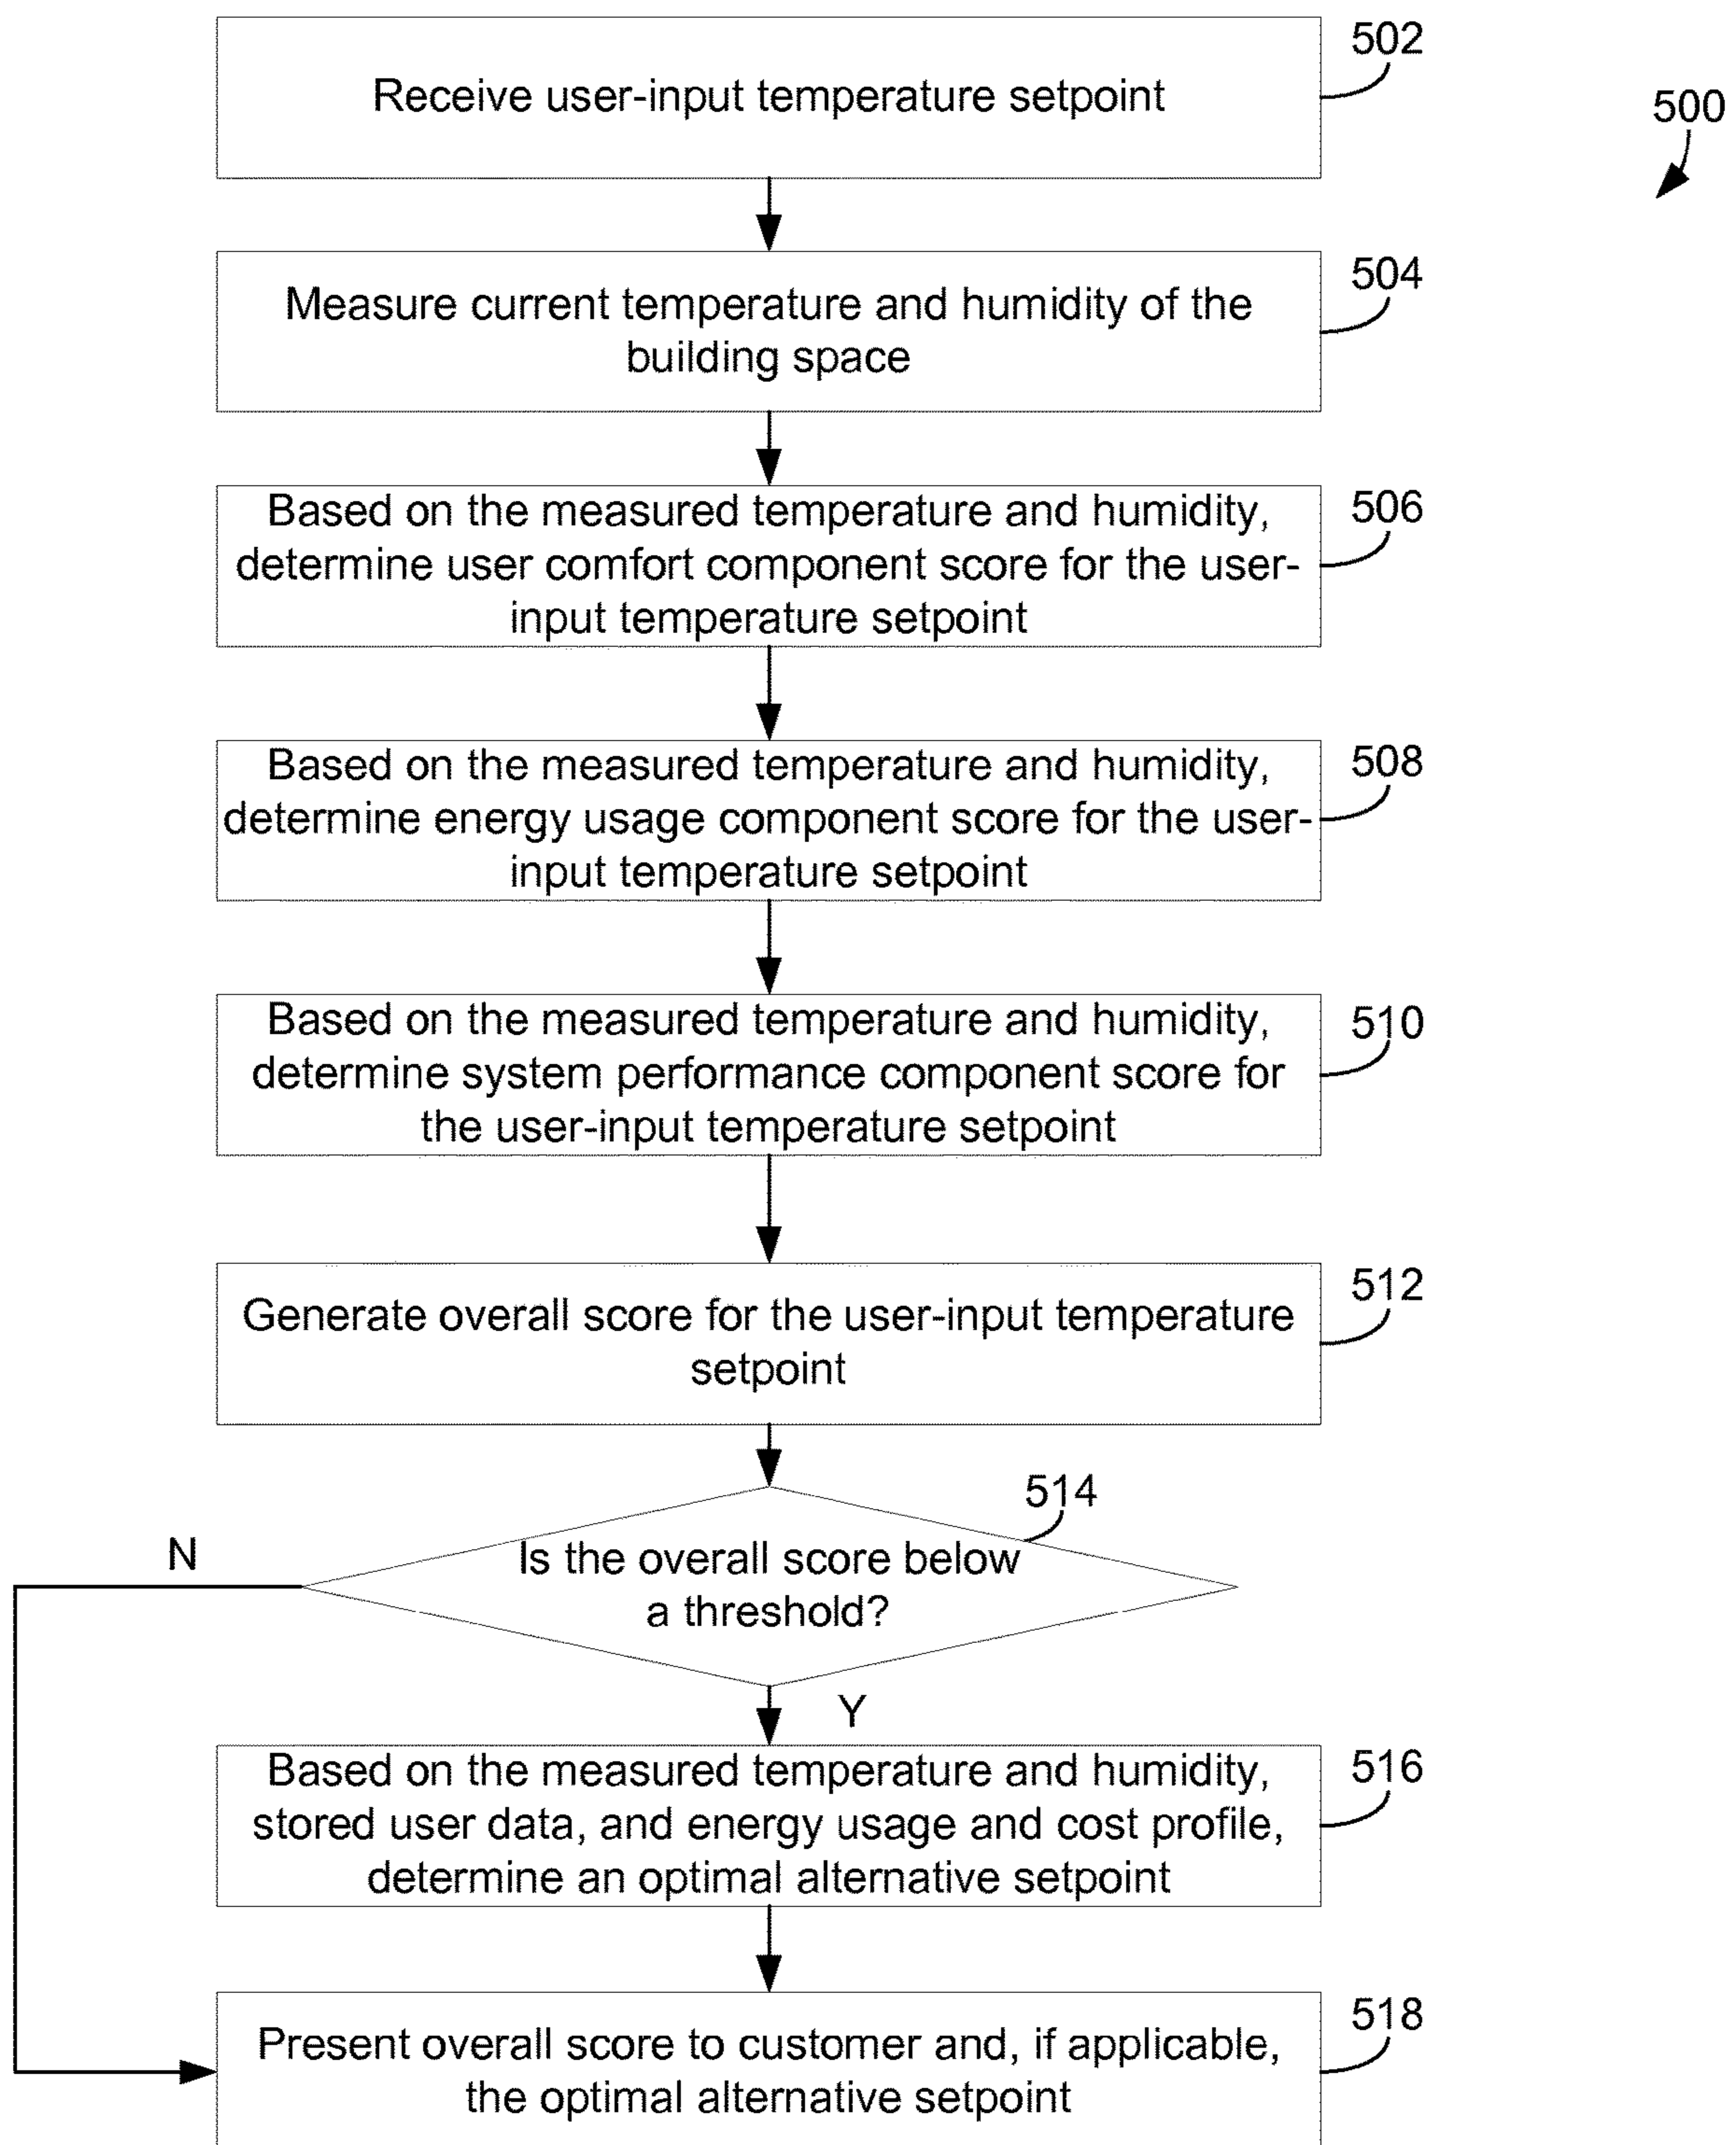 502
Receive user-input temperature setpoint
500
504
Measure current temperature and humidity of the
building space
506
Based on the measured temperature and humidity,
determine user comfort component score for the user-
input temperature setpoint
508
Based on the measured temperature and humidity,
determine energy usage component score for the user-
input temperature setpoint
510
Based on the measured temperature and humidity,
determine system performance component score for
the user-input temperature setpoint
512
Generate overall score for the user-input temperature
setpoint
514
N
Is the overall score below
a threshold?
Y
516
Based on the measured temperature and humidity,
stored user data, and energy usage and cost profile,
determine an optimal alternative setpoint
518
Present overall score to customer and, if applicable,
the optimal alternative setpoint